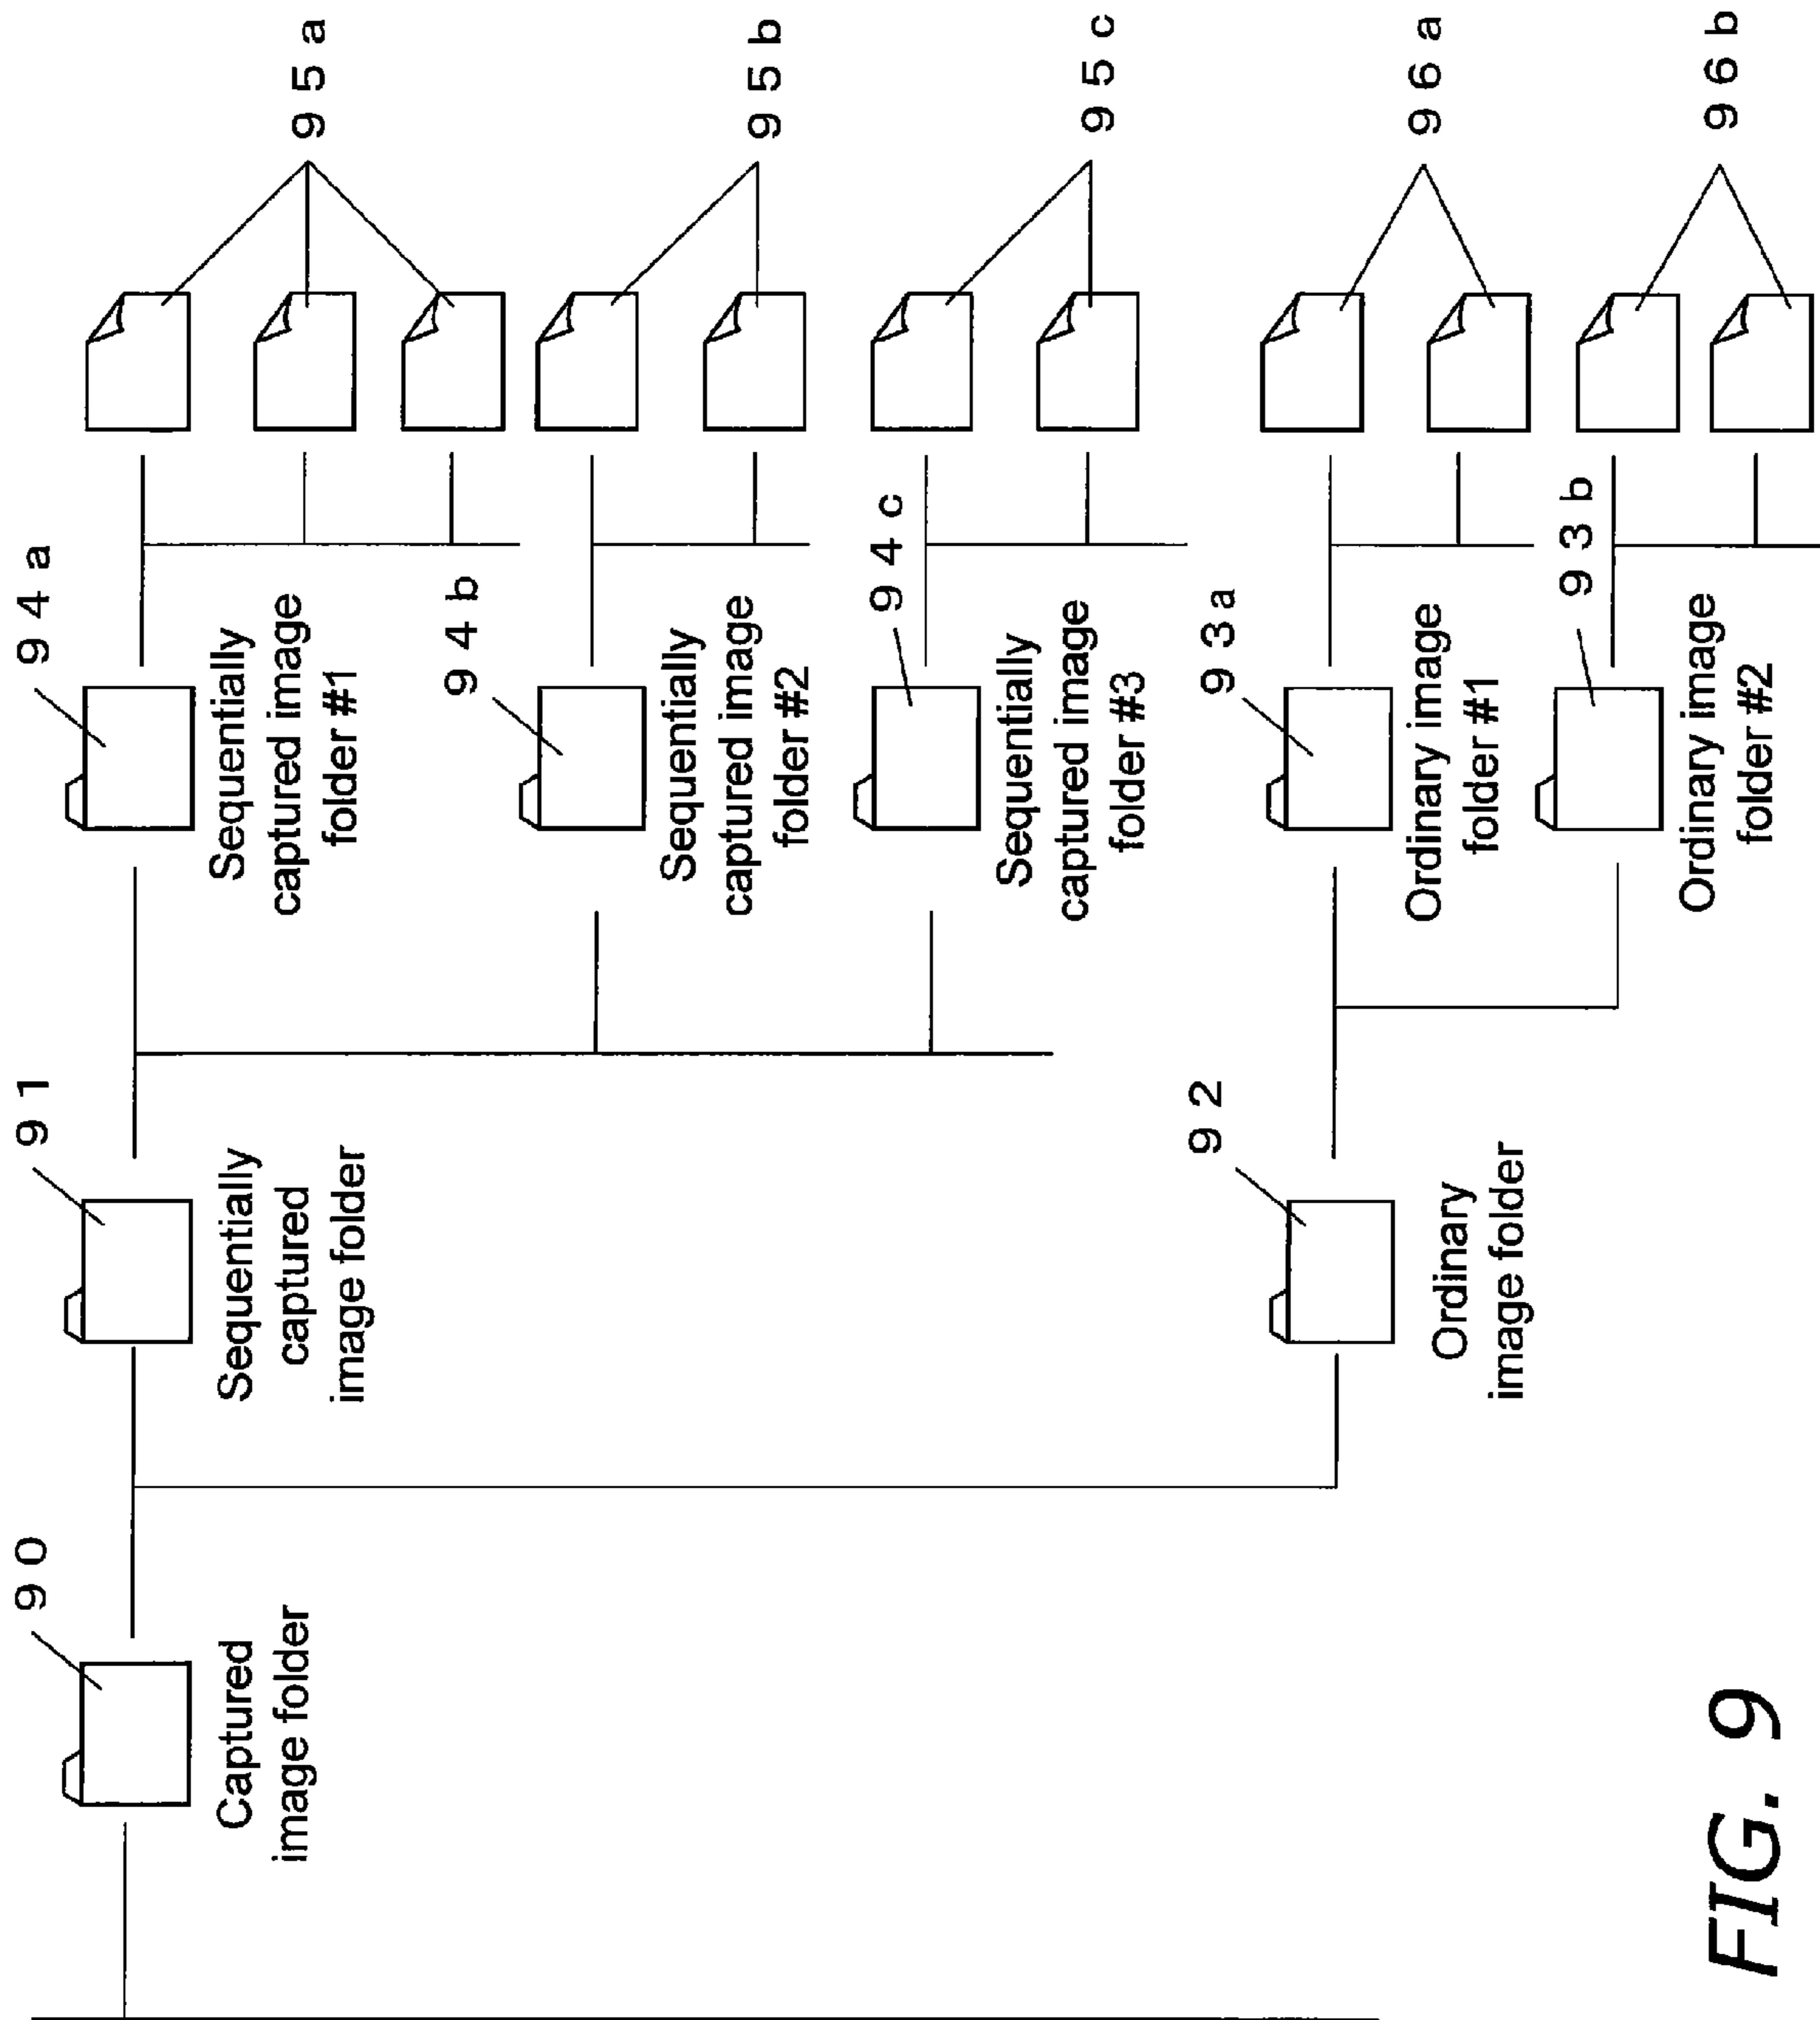 90
Captured
image folder
91
Sequentially
captured
image folder
92
Ordinary
image folder
94a
Sequentially
captured image
folder #1
94b
Sequentially
captured image
folder #2
94c
Sequentially
captured image
folder #3
93a
Ordinary image
folder #1
93b
Ordinary image
folder #2
95a
95b
95c
96a
96b
FIG. 9